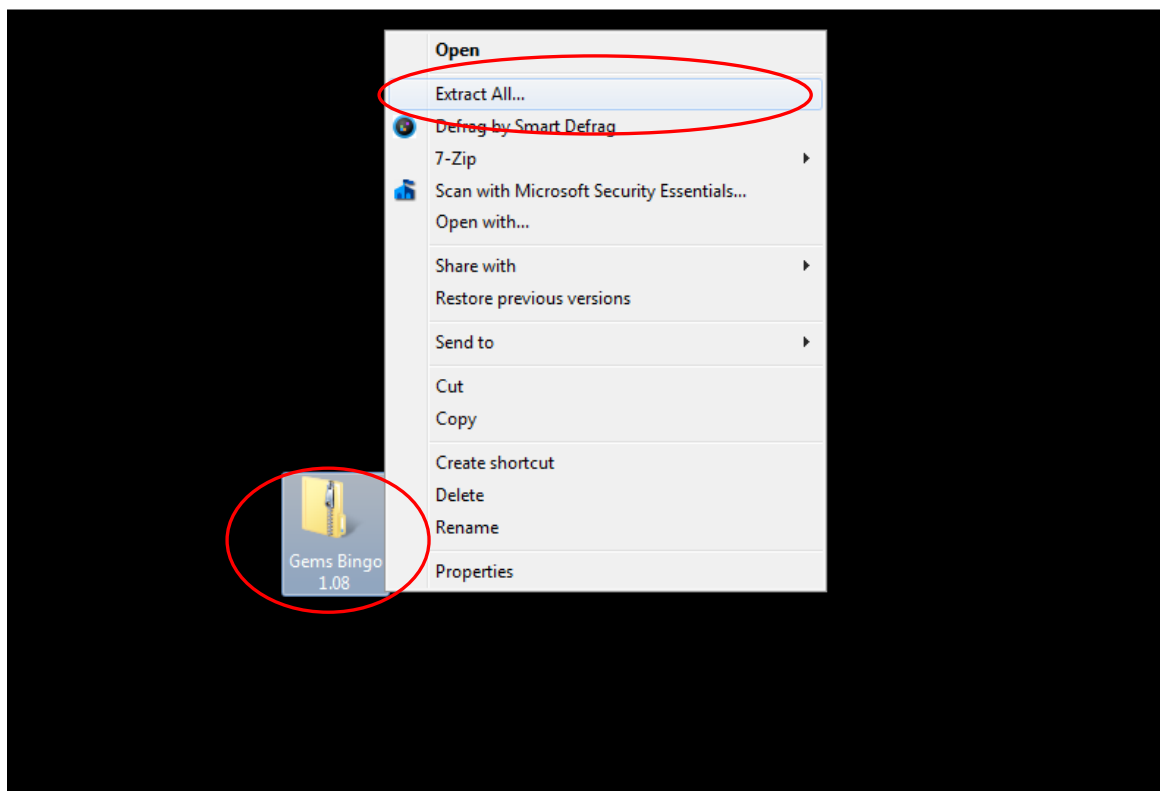 Open
Extract All...
Defrag by Smart Defrag
7-Zip
Scan with Microsoft Security Essentials...
Open with...
Share with
Restore previous versions
Send to
Cut
Copy
Create shortcut
Delete
Rename
Properties
Gems Bingo
1.08